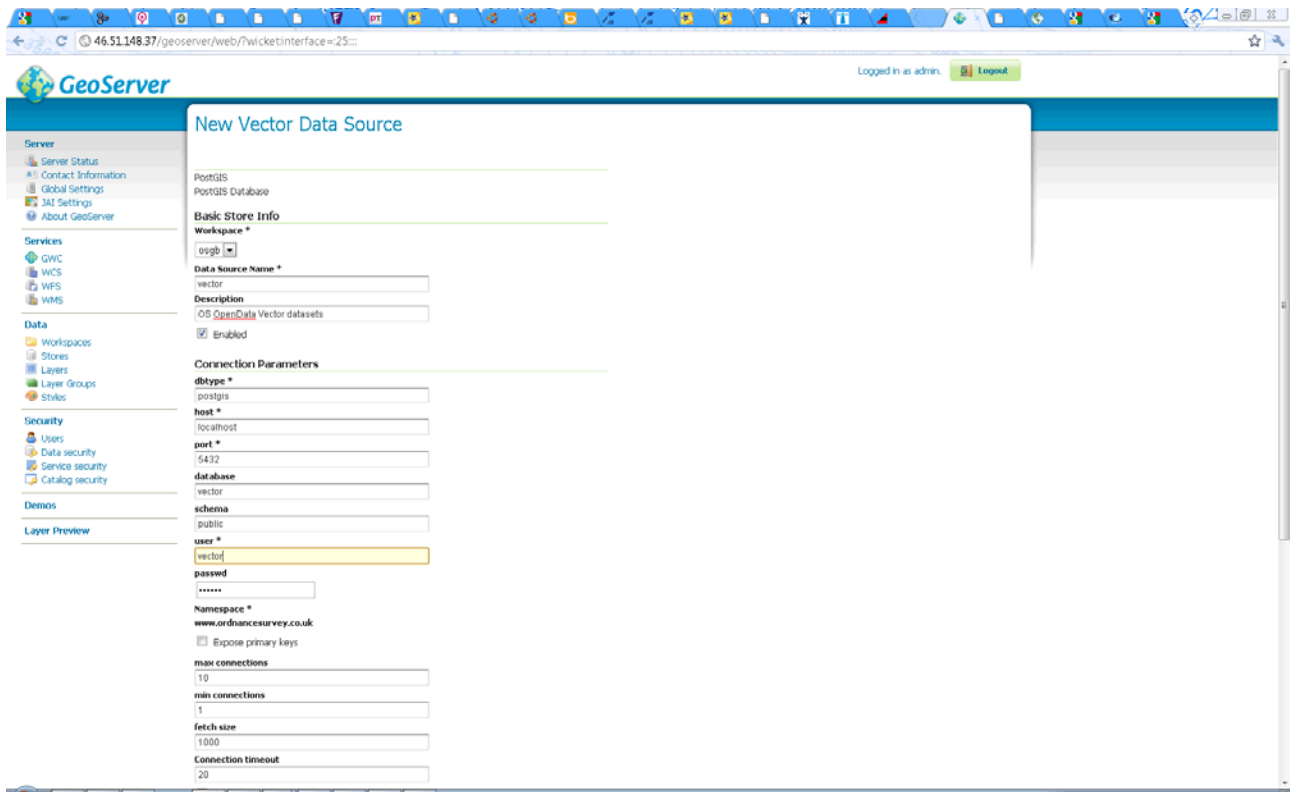 46.51.148.37/geoserver/web/?wicket:interface=:25::::
GeoServer
Logged in as admin.
Logout
New Vector Data Source
Server
Server Status
Contact Information
Global Settings
JAI Settings
About GeoServer
Services
GWC
WCS
WFS
WMS
Data
Workspaces
Stores
Layers
Layer Groups
Styles
Security
Users
Data security
Service security
Catalog security
Demos
Layer Preview
PostGIS
PostGIS Database
Basic Store Info
Workspace *
osgb
Data Source Name *
vector
Description
OS OpenData Vector datasets
Enabled
Connection Parameters
dbtype *
postgis
host *
localhost
port *
5432
database
vector
schema
public
user *
vector
passwd
••••••
Namespace *
www.ordnancesurvey.co.uk
Expose primary keys
max connections
10
min connections
1
fetch size
1000
Connection timeout
20